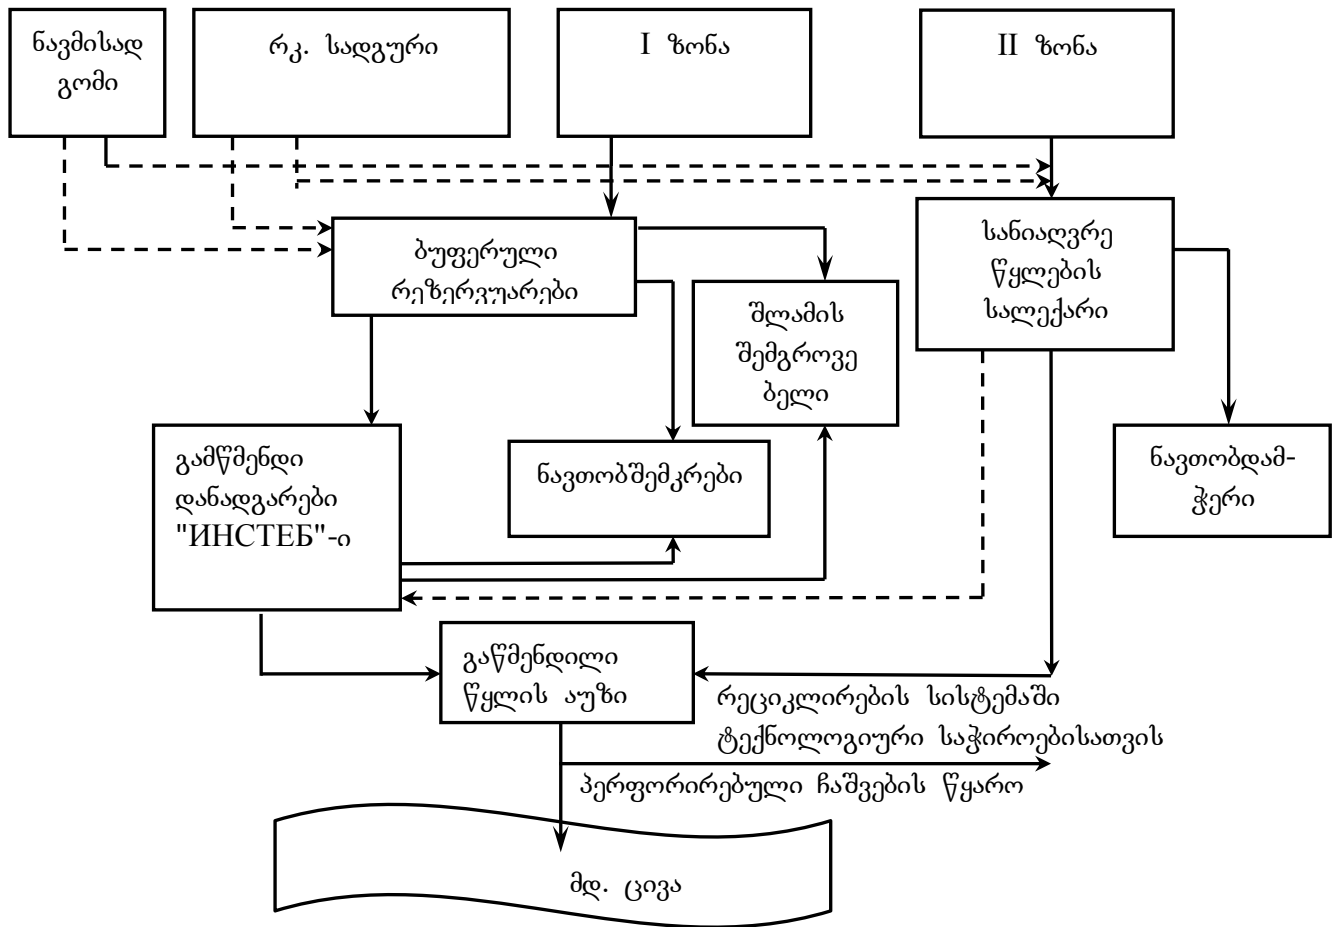 ნავმისად
გომი
რკ. სადგური
I ზონა
II ზონა
ბუფერული
რეზერვუარები
სანიაღვრე
წყლების
სალექარი
შლამის
შემგროვე
ბელი
გამწმენდი
დანადგარები
"ИНСТЕБ"-ი
ნავთობშემკრები
ნავთობდამ-
ჭერი
გაწმენდილი
წყლის აუზი
რეციკლირების სისტემაში
ტექნოლოგიური საჭიროებისათვის
პერფორირებული ჩაშვების წყარო
მდ. ცივა